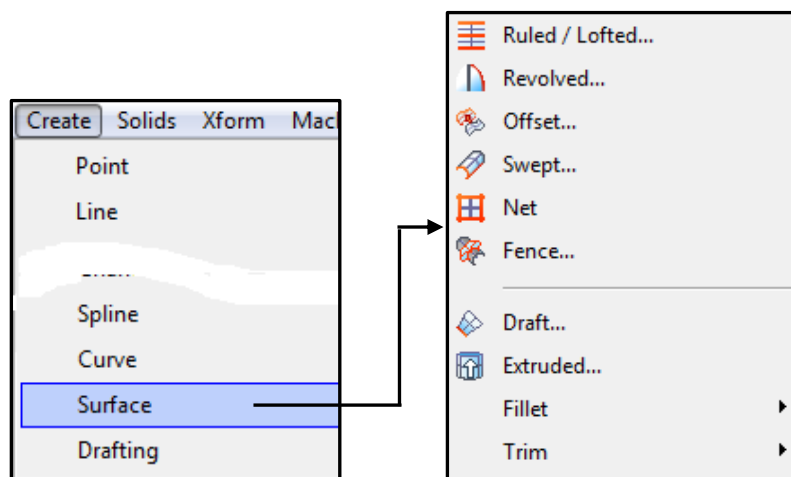 Create Solids Xform
Point
Line
Spline
Curve
Surface
Drafting
Ruled / Lofted...
Revolved...
Offset...
Swept...
Net
Fence...
Draft...
Extruded...
Fillet
Trim